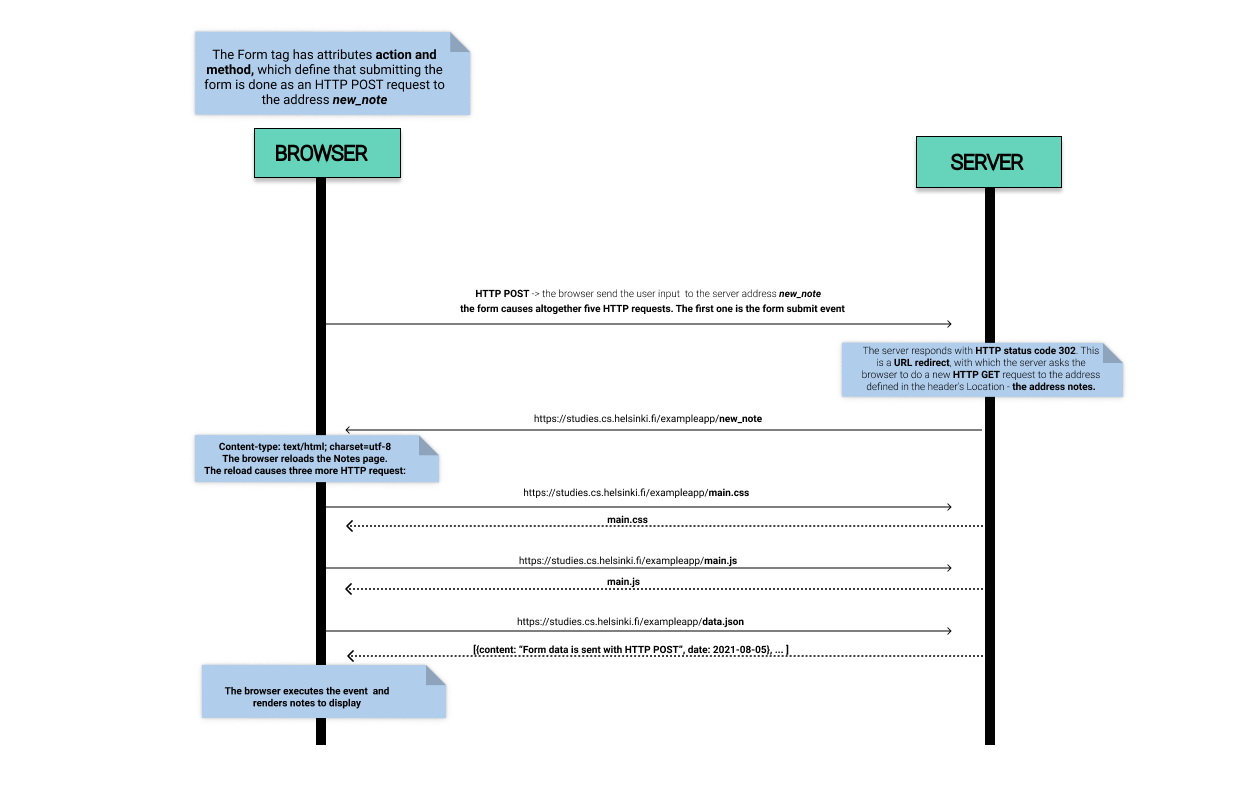 The Form tag has attributes action and
method, which define that submitting the
form is done as an HTTP POST request to
the address new_note
BROWSER
SERVER
HTTP POST -> the browser send the user input to the server address new_note
the form causes altogether five HTTP requests. The first one is the form submit event
The server responds with HTTP status code 302. This
is a URL redirect, with which the server asks the
browser to do a new HTTP GET request to the address
defined in the header's Location - the address notes.
https://studies.cs.helsinki.fi/exampleapp/new_note
Content-type: text/html; charset=utf-8
The browser reloads the Notes page.
The reload causes three more HTTP request:
https://studies.cs.helsinki.fi/exampleapp/main.css
main.css
https://studies.cs.helsinki.fi/exampleapp/main.js
main.js
https://studies.cs.helsinki.fi/exampleapp/data.json
[{content: “Form data is sent with HTTP POST”, date: 2021-08-05}, ... ]
The browser executes the event and
renders notes to display